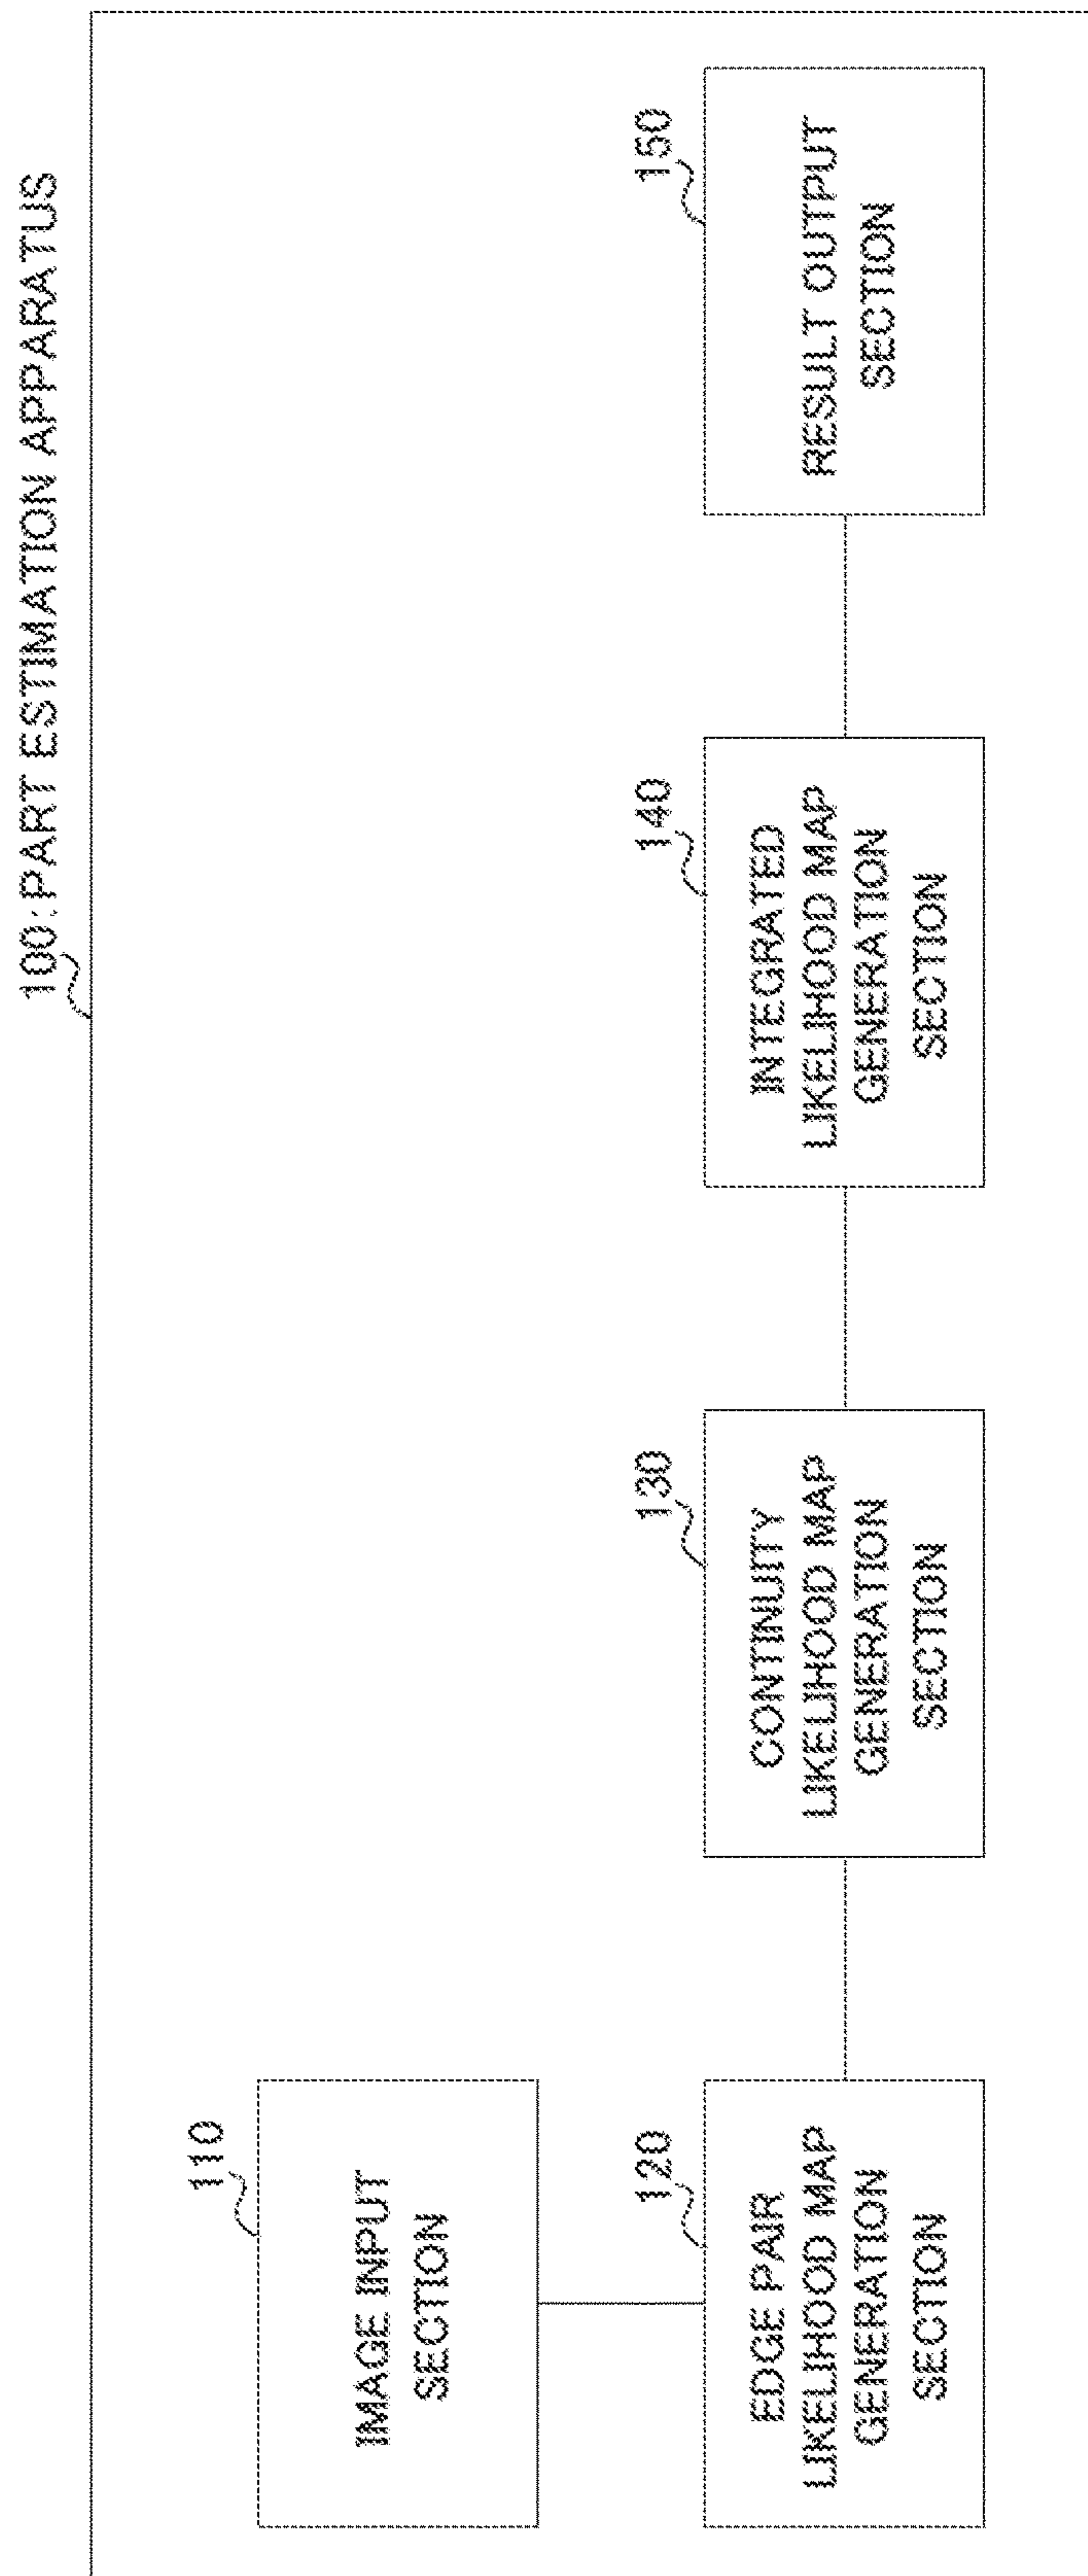 100:PART ESTIMATION APPARATUS
110
IMAGE INPUT
SECTION
120
EDGE PAIR
LIKELIHOOD MAP
GENERATION
SECTION
130
CONTINUITY
LIKELIHOOD MAP
GENERATION
SECTION
140
INTEGRATED
LIKELIHOOD MAP
GENERATION
SECTION
150
RESULT OUTPUT
SECTION